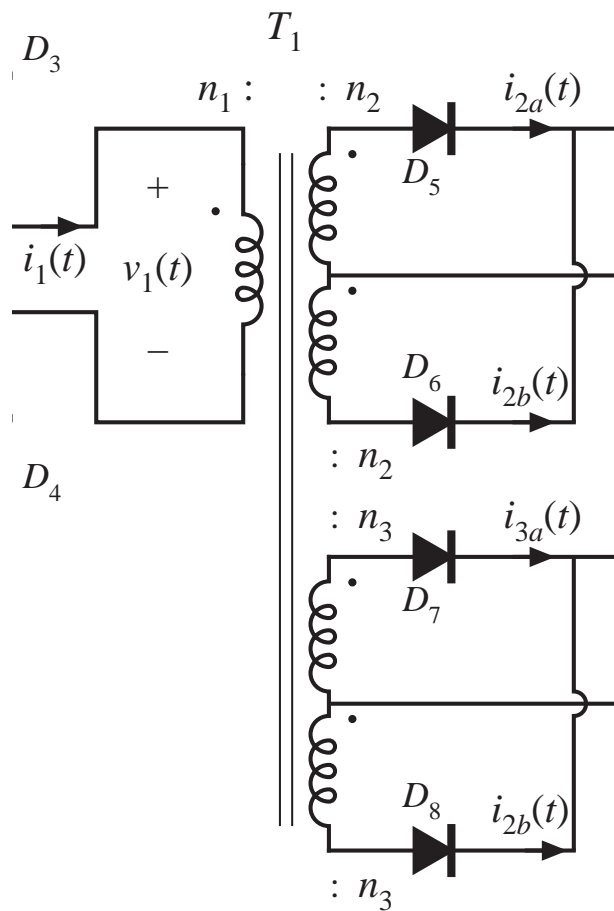 T1
D3
n1 : : n2
i2a(t)
D5
+
i1(t) v1(t)
−
D6 i2b(t)
: n2
D4
: n3
i3a(t)
D7
D8 i2b(t)
: n3